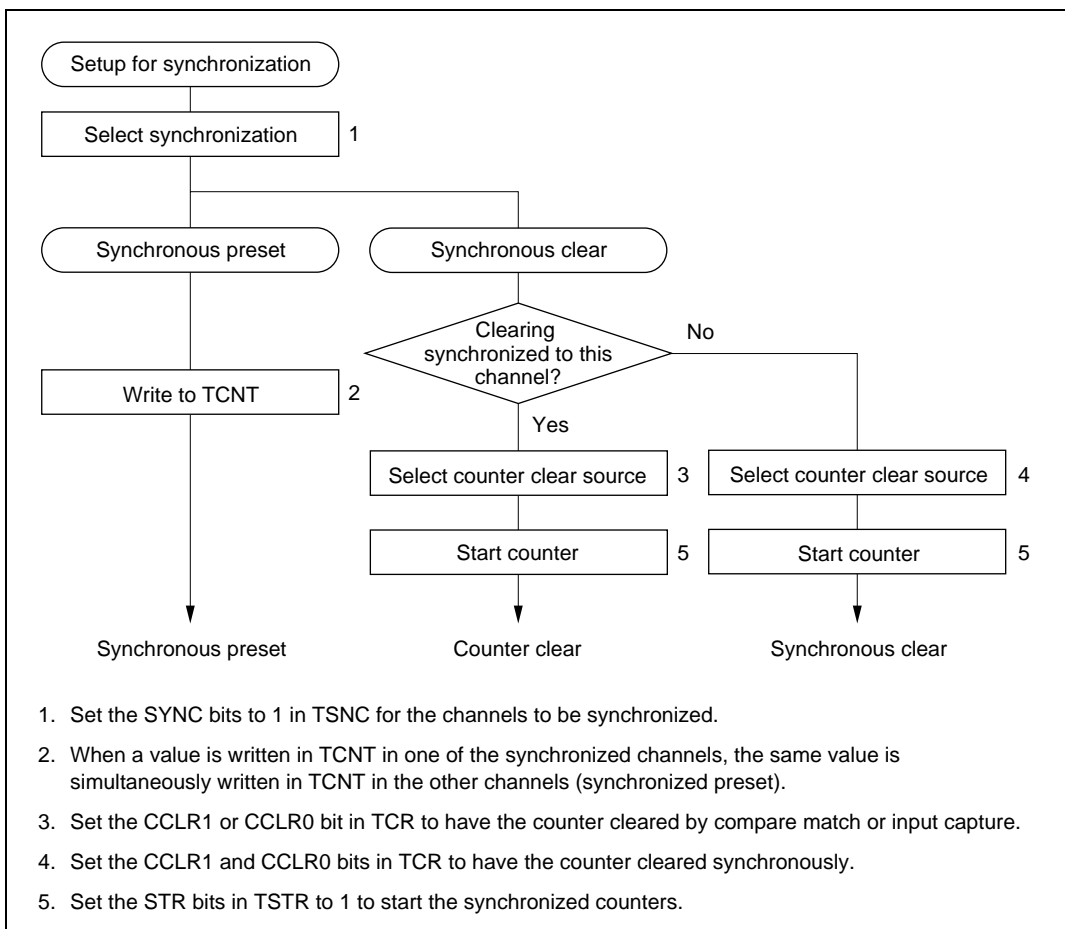 Setup for synchronization
Select synchronization 1
Synchronous preset
Synchronous clear
Clearing
synchronized to this
channel?
No
Write to TCNT 2
Yes
Select counter clear source 3
Select counter clear source 4
Start counter 5
Start counter 5
Synchronous preset
Counter clear
Synchronous clear
1. Set the SYNC bits to 1 in TSNC for the channels to be synchronized.
2. When a value is written in TCNT in one of the synchronized channels, the same value is
simultaneously written in TCNT in the other channels (synchronized preset).
3. Set the CCLR1 or CCLR0 bit in TCR to have the counter cleared by compare match or input capture.
4. Set the CCLR1 and CCLR0 bits in TCR to have the counter cleared synchronously.
5. Set the STR bits in TSTR to 1 to start the synchronized counters.